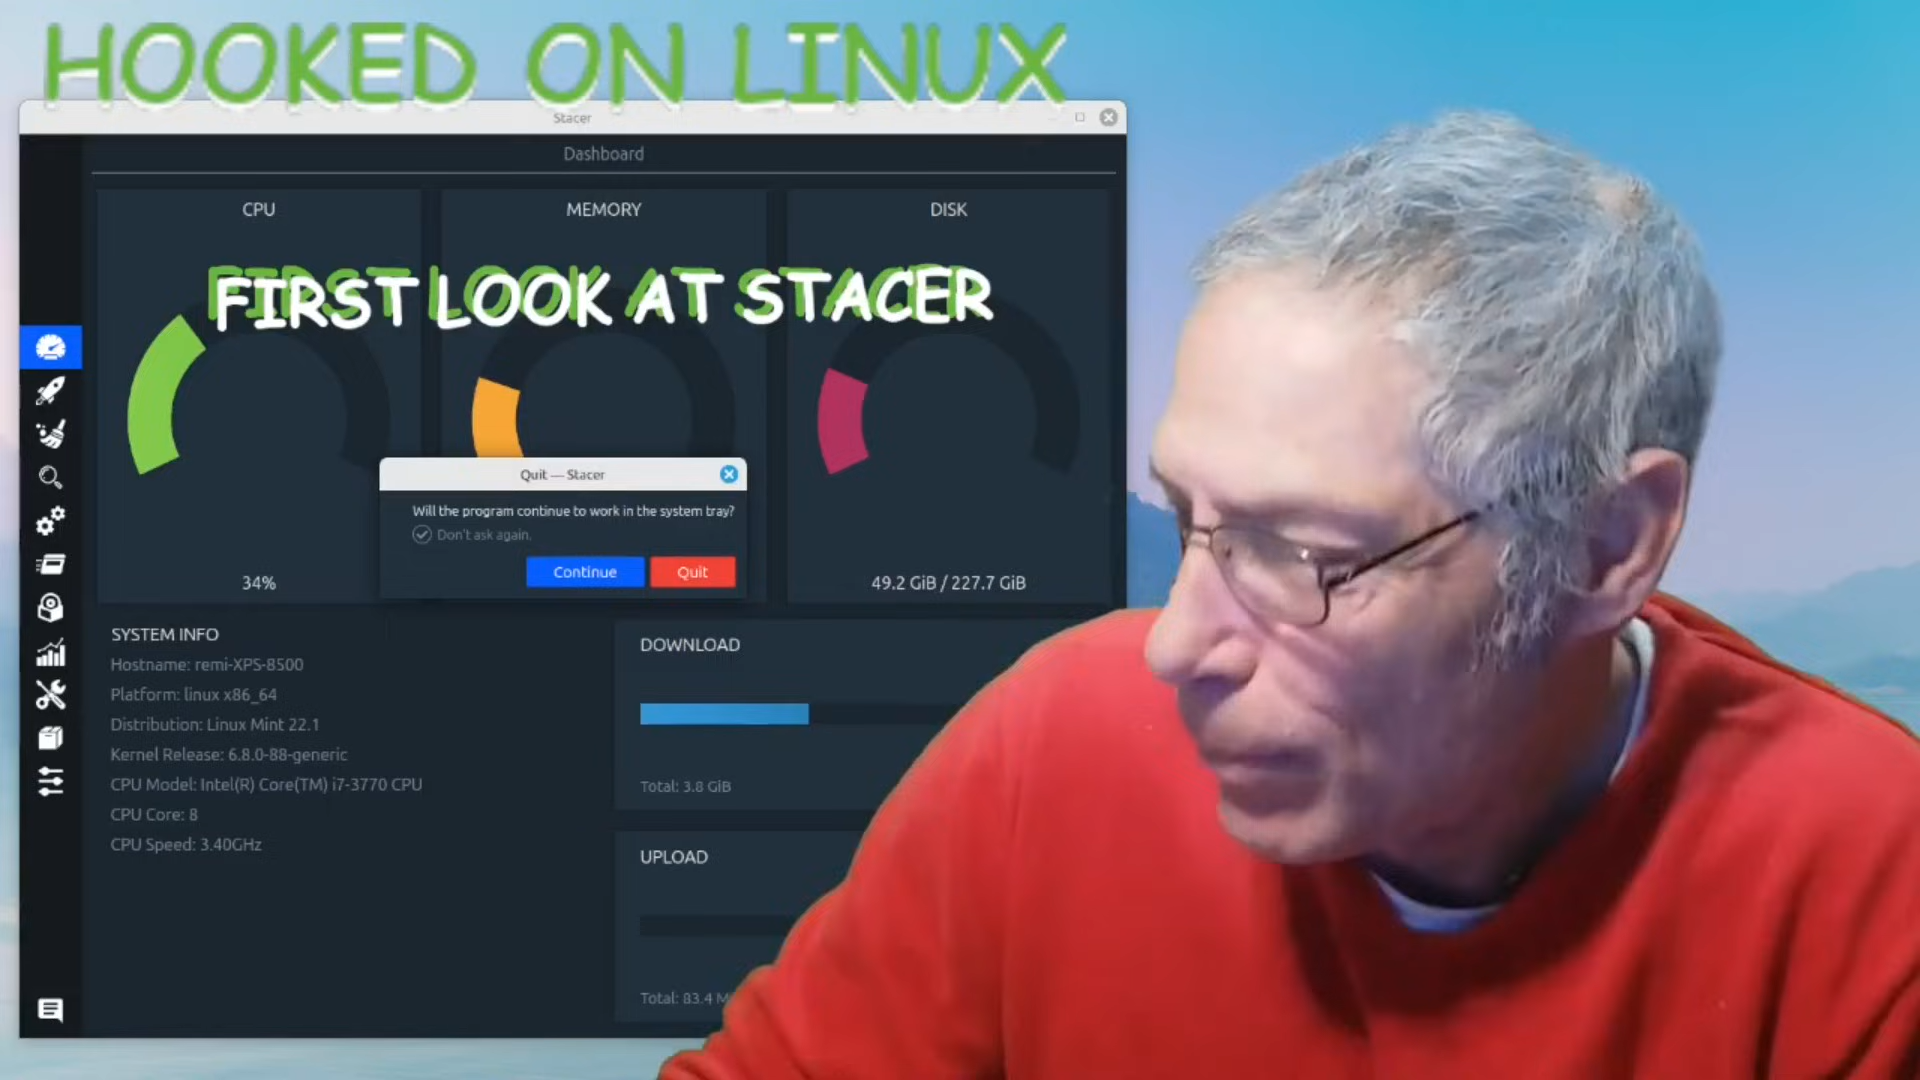 HOOKED ON LINUX
Stacer
Dashboard
CPU
MEMORY
DISK
FIRST LOOK AT STACER
Quit — Stacer
Will the program continue to work in the system tray?
Don't ask again.
Continue
Quit
34%
49.2 GiB / 227.7 GiB
SYSTEM INFO
Hostname: remi-XPS-8500
Platform: linux x86_64
Distribution: Linux Mint 22.1
Kernel Release: 6.8.0-88-generic
CPU Model: Intel(R) Core(TM) i7-3770 CPU
CPU Core: 8
CPU Speed: 3.40GHz
DOWNLOAD
Total: 3.8 GiB
UPLOAD
Total: 83.4 M